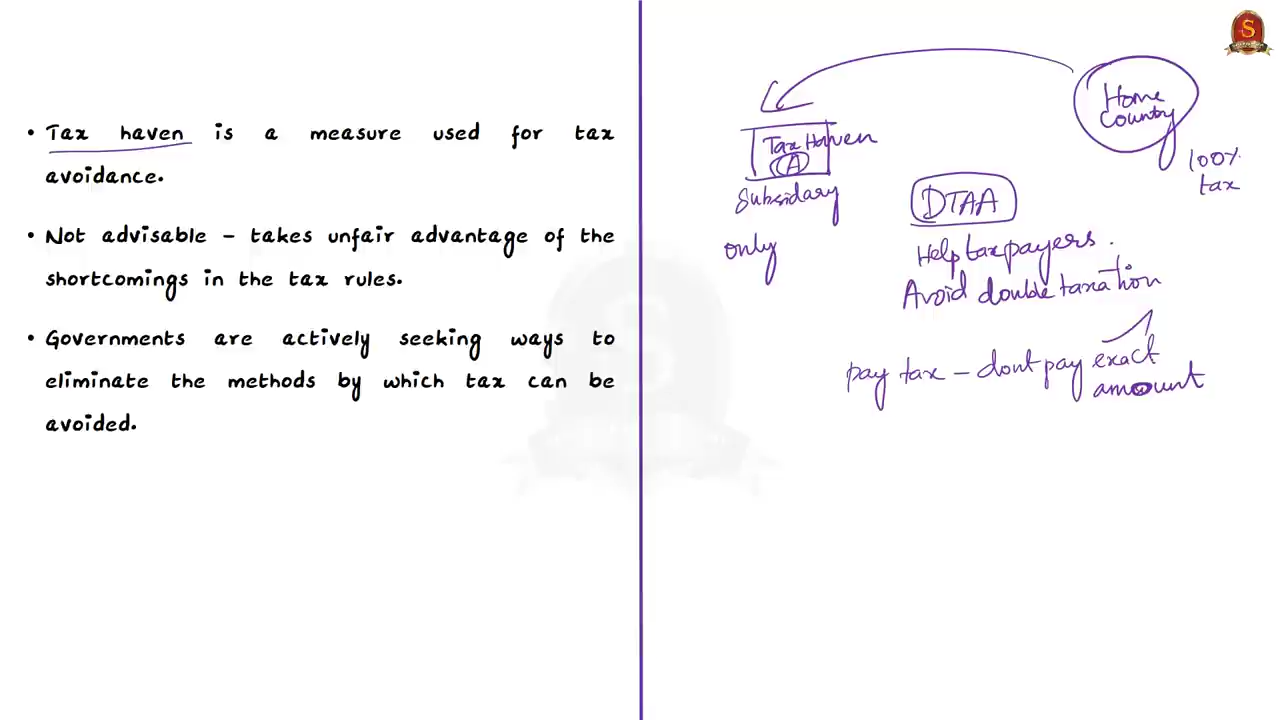 • Tax haven is a measure used for tax
avoidance.
• Not advisable - takes unfair advantage of the
shortcomings in the tax rules.
• Governments are actively seeking ways to
eliminate the methods by which tax can be
avoided.
Home
Country
100%
tax
Tax Haven
A
Subsidary
only
DTAA
Help taxpayers.
Avoid double taxation
pay tax - dont pay exact
amount
S